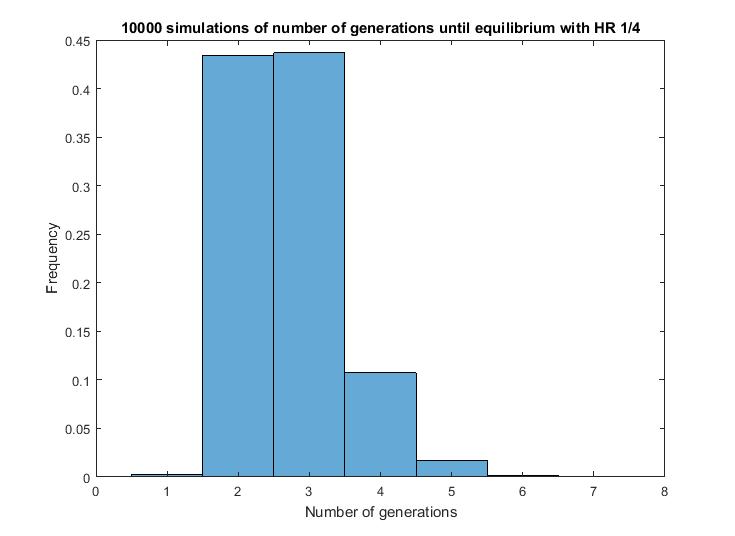 10000 simulations of number of generations until equilibrium with HR 1/4
0.45
0.4
0.35
0.3
0.25
0.2
0.15
0.1
0.05
0
Frequency
0 1 2 3 4 5 6 7 8
Number of generations